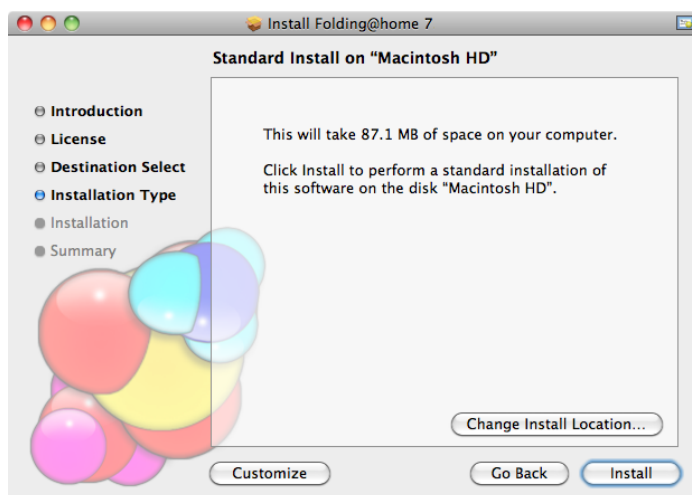 Install Folding@home 7
Standard Install on “Macintosh HD”
Introduction
License
Destination Select
Installation Type
Installation
Summary
This will take 87.1 MB of space on your computer.
Click Install to perform a standard installation of
this software on the disk “Macintosh HD”.
Change Install Location...
Customize
Go Back
Install